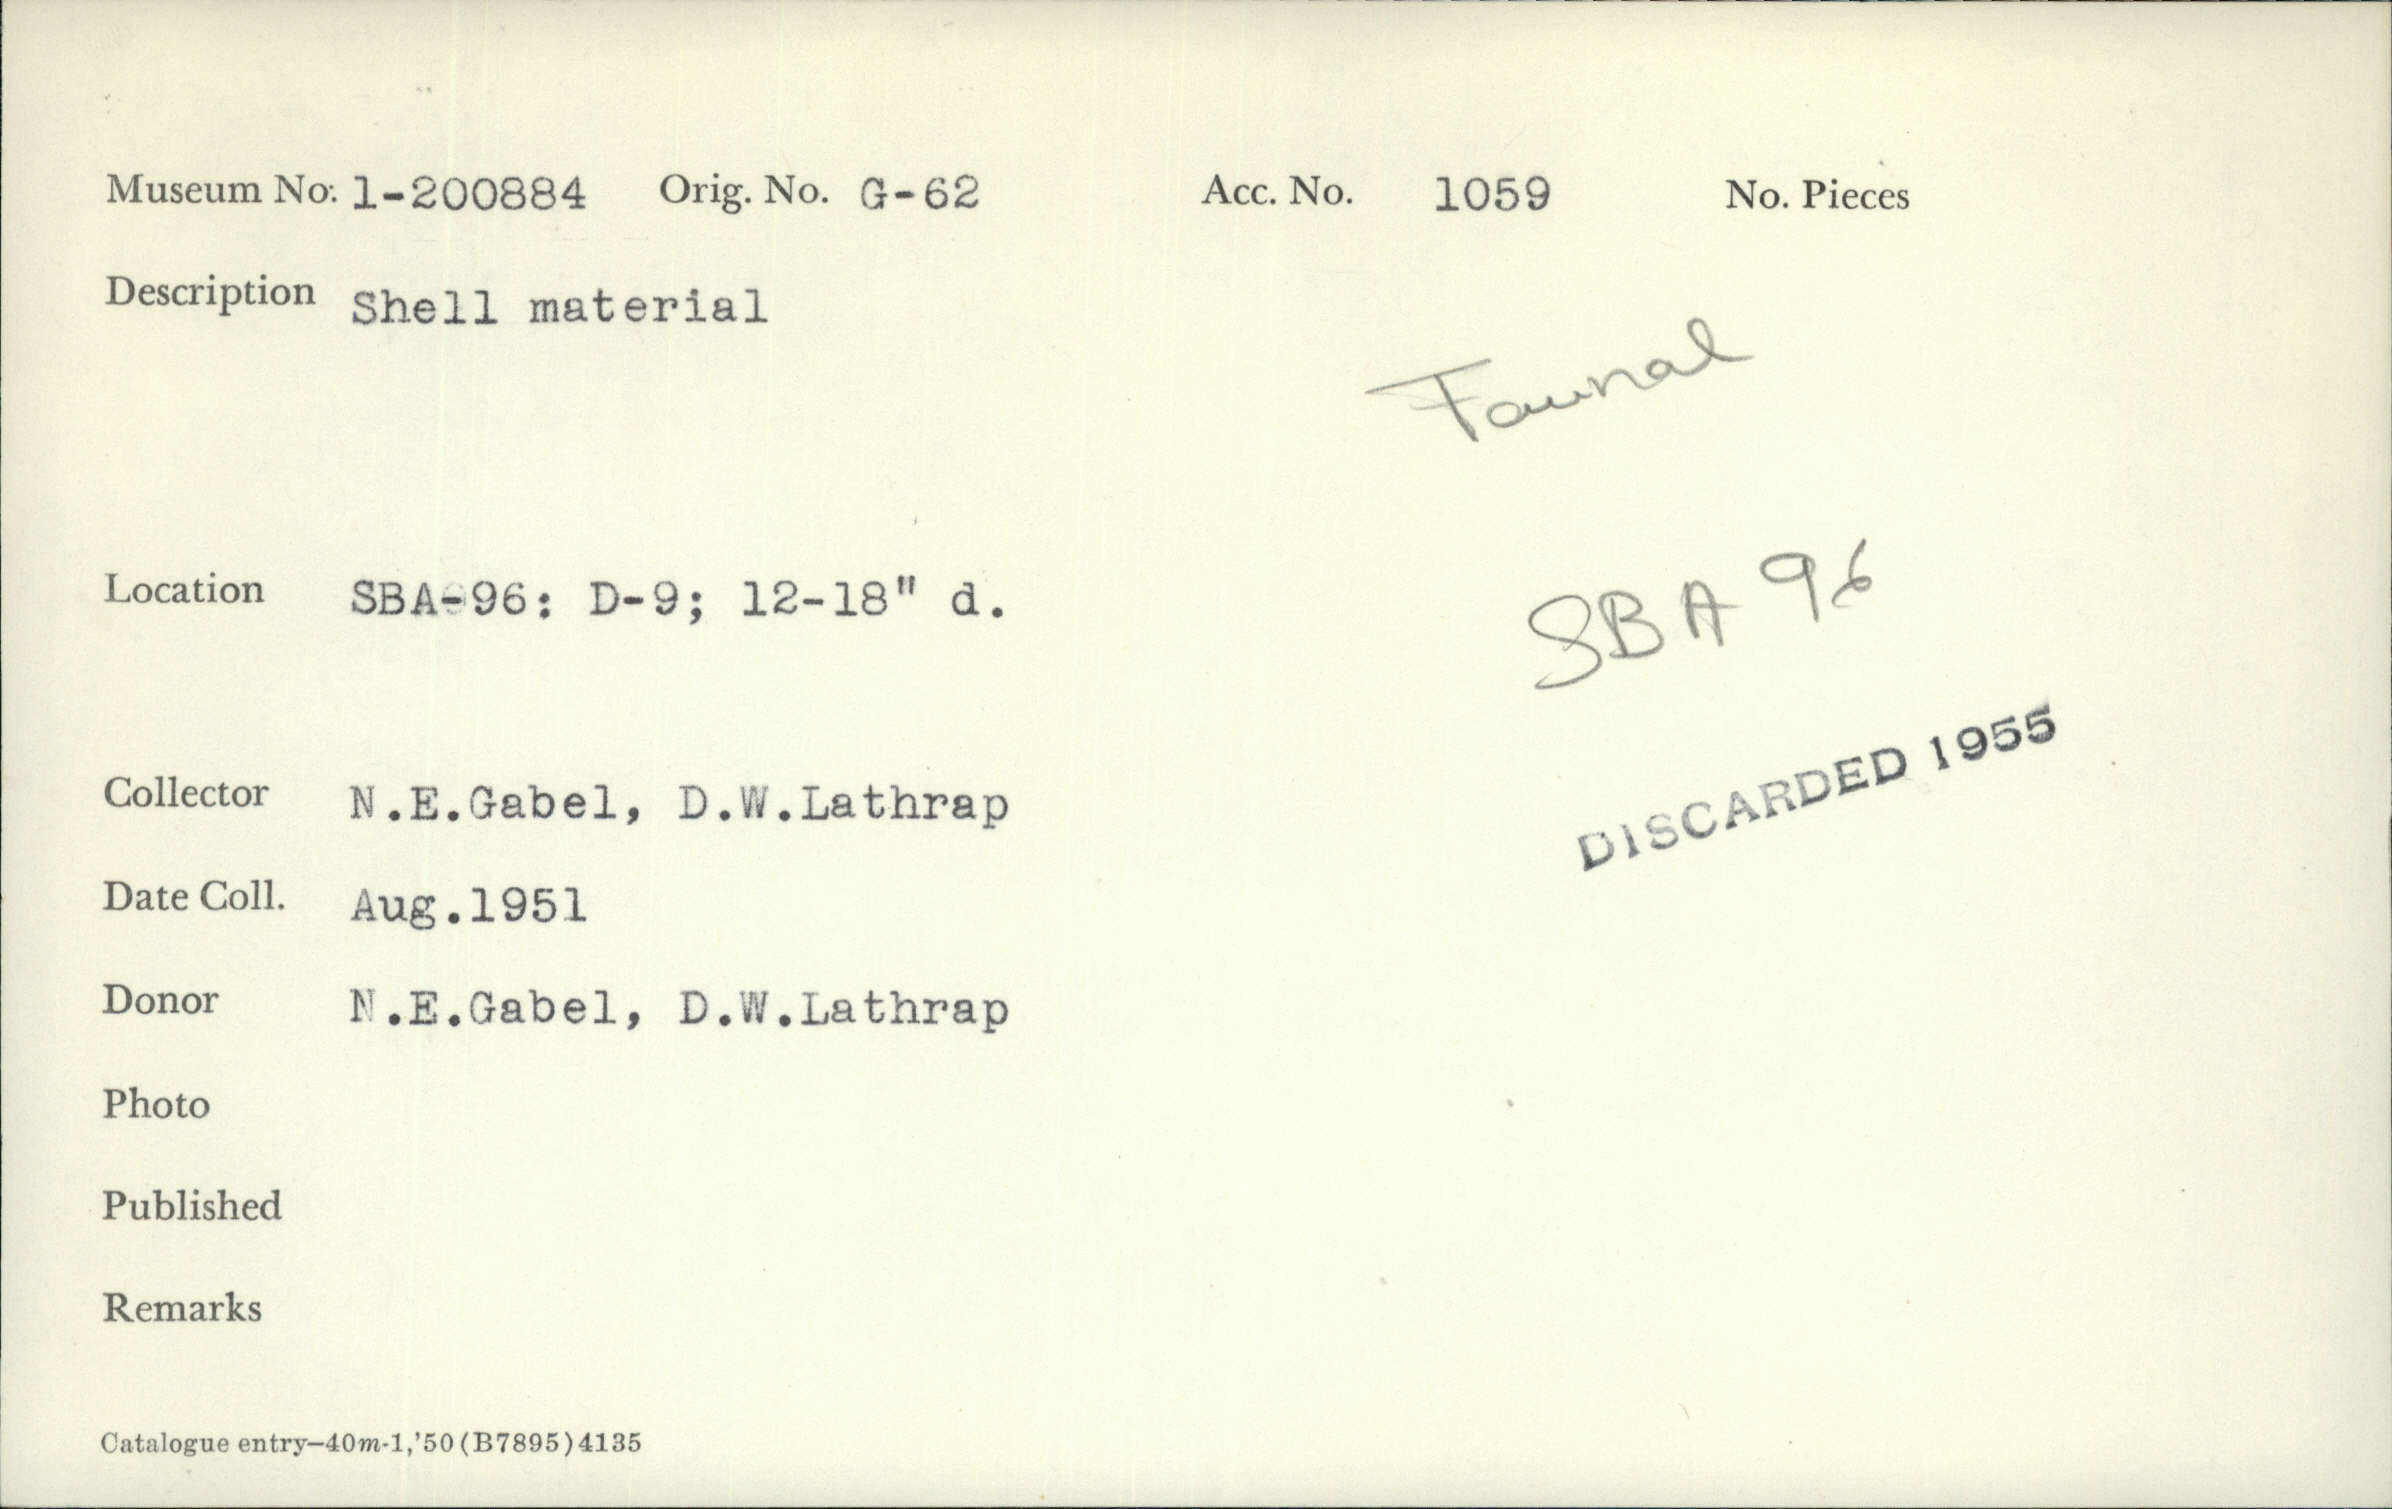 Museum No: 1-200884 Orig. No. G-62 Acc. No. 1059 No. Pieces
Description Shell material
Faunal
Location SBA-96: D-9; 12-18" d.
SBA 96
DISCARDED 1955
Collector N.E.Gabel, D.W.Lathrap
Date Coll. Aug.1951
Donor N.E.Gabel, D.W.Lathrap
Photo
Published
Remarks
Catalogue entry—40m-1,'50(B7895)4135